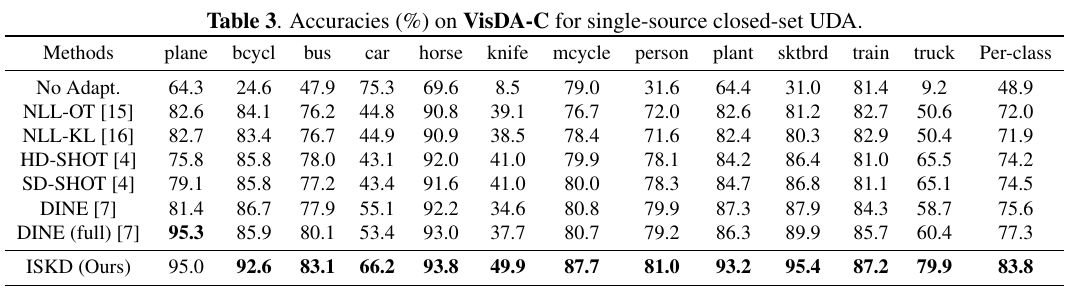 Table 3. Accuracies (%) on VisDA-C for single-source closed-set UDA.
Methods plane bcycl bus car horse knife mcycle person plant sktbrd train truck Per-class
No Adapt. 64.3 24.6 47.9 75.3 69.6 8.5 79.0 31.6 64.4 31.0 81.4 9.2 48.9
NLL-OT [15] 82.6 84.1 76.2 44.8 90.8 39.1 76.7 72.0 82.6 81.2 82.7 50.6 72.0
NLL-KL [16] 82.7 83.4 76.7 44.9 90.9 38.5 78.4 71.6 82.4 80.3 82.9 50.4 71.9
HD-SHOT [4] 75.8 85.8 78.0 43.1 92.0 41.0 79.9 78.1 84.2 86.4 81.0 65.5 74.2
SD-SHOT [4] 79.1 85.8 77.2 43.4 91.6 41.0 80.0 78.3 84.7 86.8 81.1 65.1 74.5
DINE [7] 81.4 86.7 77.9 55.1 92.2 34.6 80.8 79.9 87.3 87.9 84.3 58.7 75.6
DINE (full) [7] 95.3 85.9 80.1 53.4 93.0 37.7 80.7 79.2 86.3 89.9 85.7 60.4 77.3
ISKD (Ours) 95.0 92.6 83.1 66.2 93.8 49.9 87.7 81.0 93.2 95.4 87.2 79.9 83.8